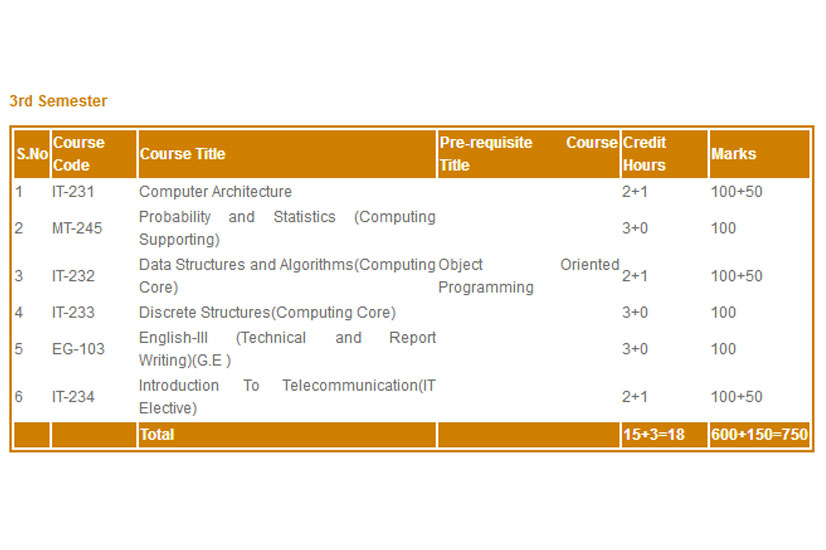 3rd Semester
S.No Course Code Course Title Pre-requisite Course Title Credit Hours Marks
1 IT-231 Computer Architecture 2+1 100+50
2 MT-245 Probability and Statistics (Computing Supporting) 3+0 100
3 IT-232 Data Structures and Algorithms(Computing Core) Object Oriented Programming 2+1 100+50
4 IT-233 Discrete Structures(Computing Core) 3+0 100
5 EG-103 English-III (Technical and Report Writing)(G.E ) 3+0 100
6 IT-234 Introduction To Telecommunication(IT Elective) 2+1 100+50
Total 15+3=18 600+150=750